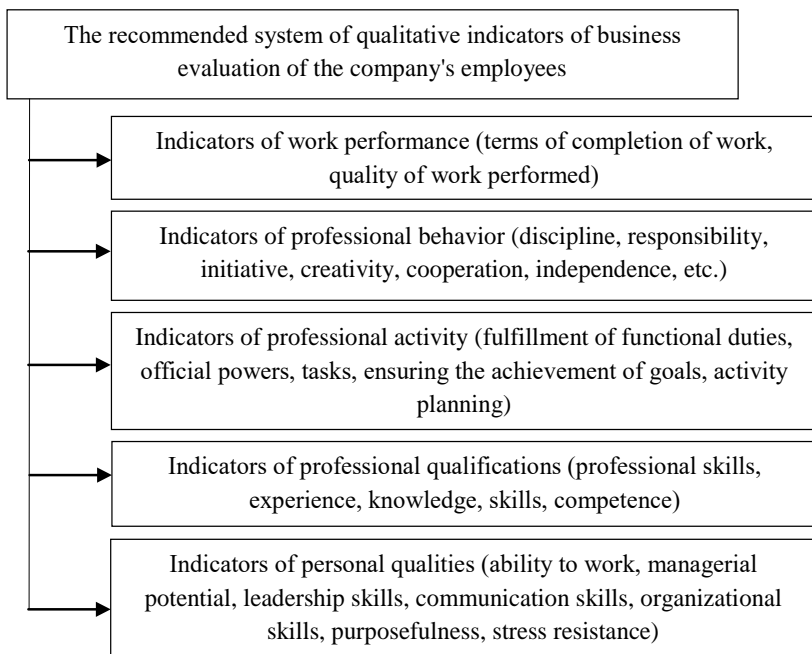 The recommended system of qualitative indicators of business
evaluation of the company's employees
Indicators of work performance (terms of completion of work,
quality of work performed)
Indicators of professional behavior (discipline, responsibility,
initiative, creativity, cooperation, independence, etc.)
Indicators of professional activity (fulfillment of functional duties,
official powers, tasks, ensuring the achievement of goals, activity
planning)
Indicators of professional qualifications (professional skills,
experience, knowledge, skills, competence)
Indicators of personal qualities (ability to work, managerial
potential, leadership skills, communication skills, organizational
skills, purposefulness, stress resistance)